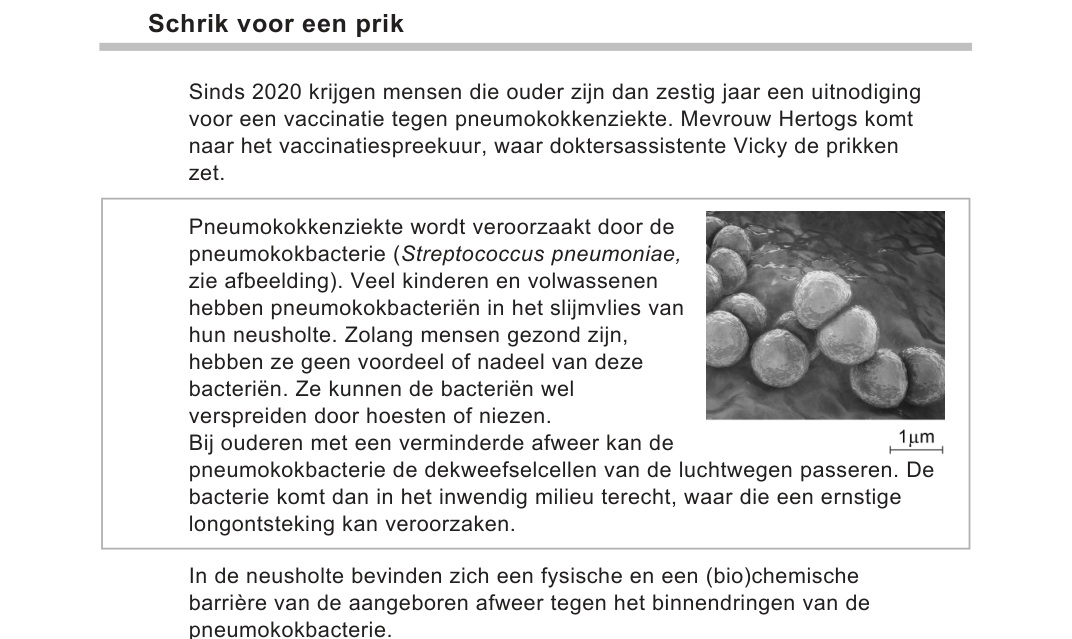 Schrik voor een prik
Sinds 2020 krijgen mensen die ouder zijn dan zestig jaar een uitnodiging
voor een vaccinatie tegen pneumokokkenziekte. Mevrouw Hertogs komt
naar het vaccinatiespreekuur, waar doktersassistente Vicky de prikken
zet.
Pneumokokkenziekte wordt veroorzaakt door de
pneumokokbacterie (Streptococcus pneumoniae,
zie afbeelding). Veel kinderen en volwassenen
hebben pneumokokbacteriën in het slijmvlies van
hun neusholte. Zolang mensen gezond zijn,
hebben ze geen voordeel of nadeel van deze
bacteriën. Ze kunnen de bacteriën wel
verspreiden door hoesten of niezen.
1μm
Bij ouderen met een verminderde afweer kan de
pneumokokbacterie de dekweefselcellen van de luchtwegen passeren. De
bacterie komt dan in het inwendig milieu terecht, waar die een ernstige
longontsteking kan veroorzaken.
In de neusholte bevinden zich een fysische en een (bio)chemische
barrière van de aangeboren afweer tegen het binnendringen van de
pneumokokbacterie.